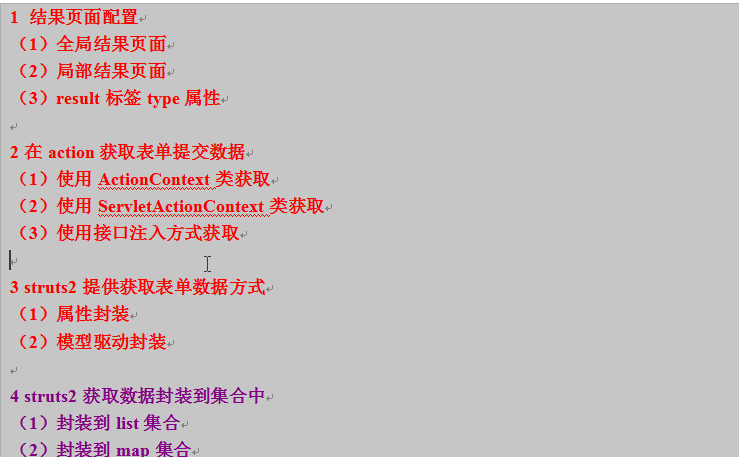 1 结果页面配置
（1）全局结果页面
（2）局部结果页面
（3）result 标签 type 属性
2 在 action 获取表单提交数据
（1）使用 ActionContext 类获取
（2）使用 ServletActionContext 类获取
（3）使用接口注入方式获取
3 struts2 提供获取表单数据方式
（1）属性封装
（2）模型驱动封装
4 struts2 获取数据封装到集合中
（1）封装到 list 集合
（2）封装到 map 集合